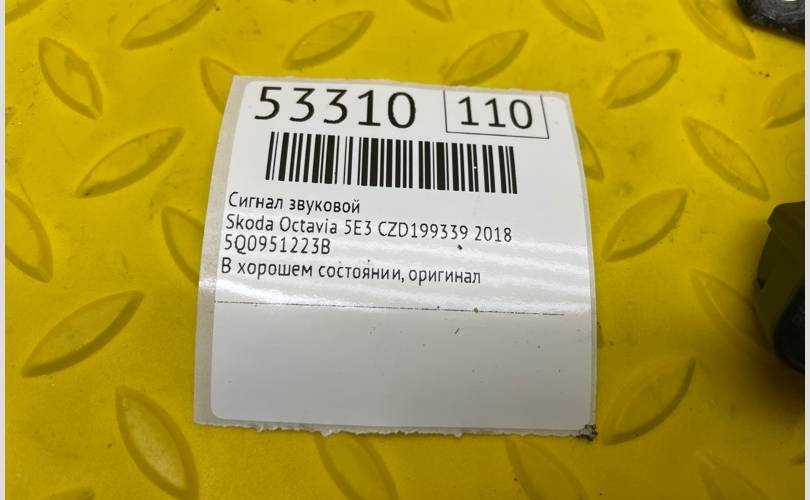 53310 110
Сигнал звуковой
Skoda Octavia 5E3 CZD199339 2018
5Q0951223B
В хорошем состоянии, оригинал